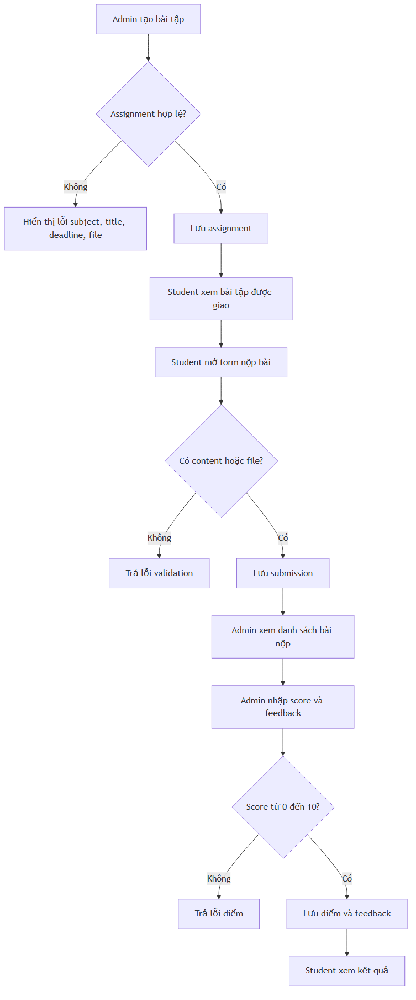 Admin tạo bài tập
Assignment hợp lệ?
Không
Có
Hiển thị lỗi subject, title,
deadline, file
Lưu assignment
Student xem bài tập được
giao
Student mở form nộp bài
Có content hoặc file?
Không
Có
Trả lỗi validation
Lưu submission
Admin xem danh sách bài
nộp
Admin nhập score và
feedback
Score từ 0 đến 10?
Không
Có
Trả lỗi điểm
Lưu điểm và feedback
Student xem kết quả